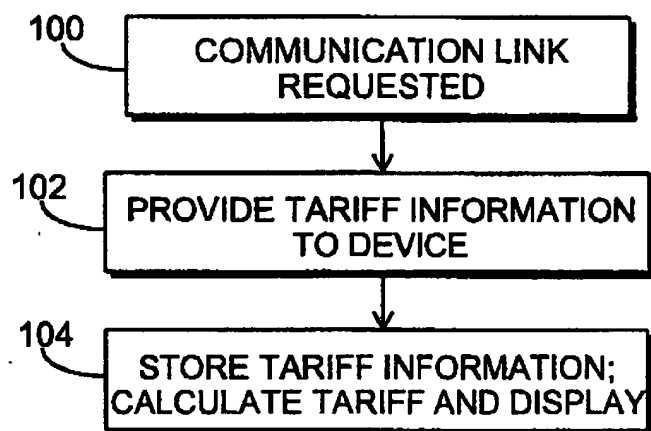 100
COMMUNICATION LINK
REQUESTED
102
PROVIDE TARIFF INFORMATION
TO DEVICE
104
STORE TARIFF INFORMATION;
CALCULATE TARIFF AND DISPLAY